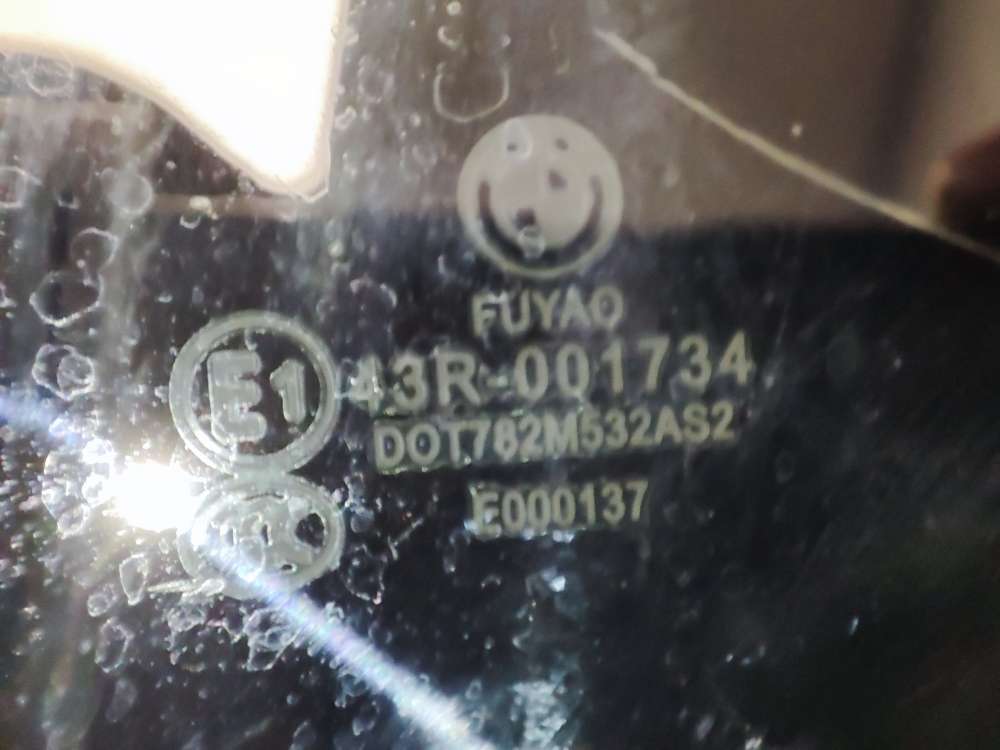 FUYAO
E1 43R-001734
DOT782M532AS2
E000137